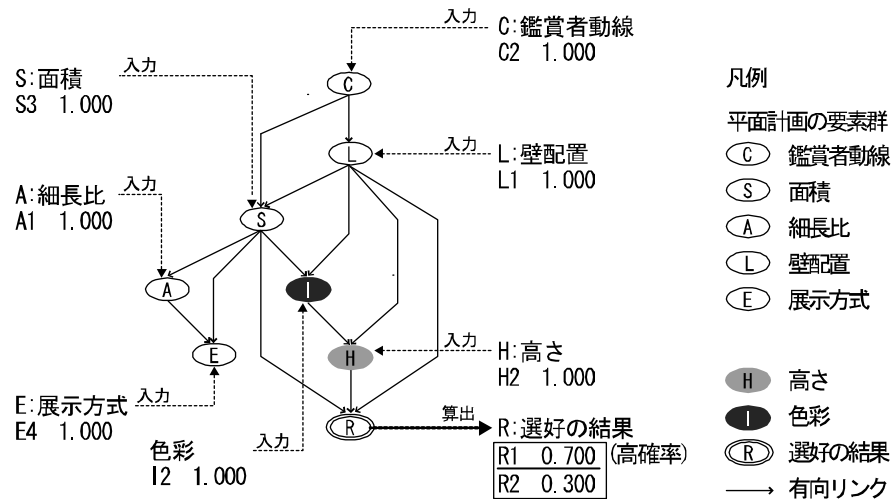 入力
C:鑑賞者動線
C2 1.000
S:面積
S3 1.000
入力
C
凡例
平面計画の要素群
C 鑑賞者動線
S 面積
A 細長比
L 壁配置
E 展示方式
L
入力
L:壁配置
L1 1.000
A:細長比
A1 1.000
入力
S
A
I
E
H
入力
H:高さ
H2 1.000
H 高さ
I 色彩
R 選好の結果
有向リンク
E:展示方式
E4 1.000
入力
色彩
I2 1.000
入力
R
算出
R:選好の結果
R1 0.700 (高確率)
R2 0.300